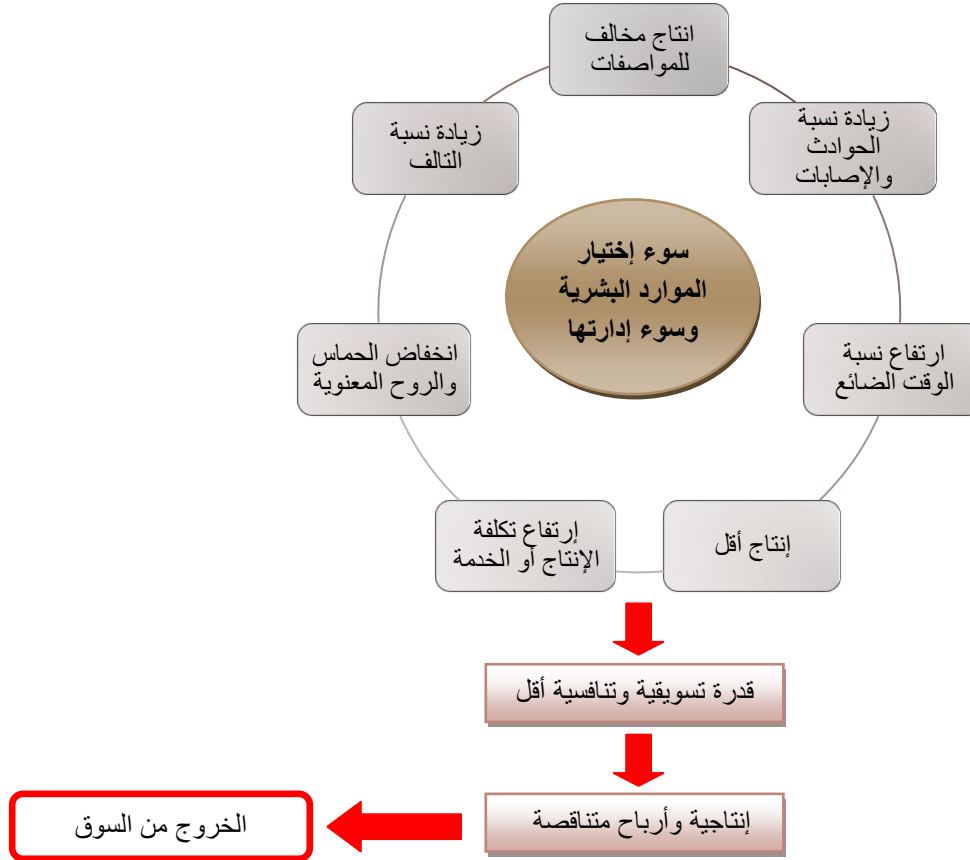 انتاج مخالف
للمواصفات
زيادة نسبة
الحوادث
والإصابات
ارتفاع نسبة
الوقت الضائع
إنتاج أقل
إرتفاع تكلفة
الإنتاج أو الخدمة
انخفاض الحماس
والروح المعنوية
زيادة نسبة
التالف
سوء إختيار
الموارد البشرية
وسوء إدارتها
قدرة تسويقية وتنافسية أقل
إنتاجية وأرباح متناقصة
الخروج من السوق